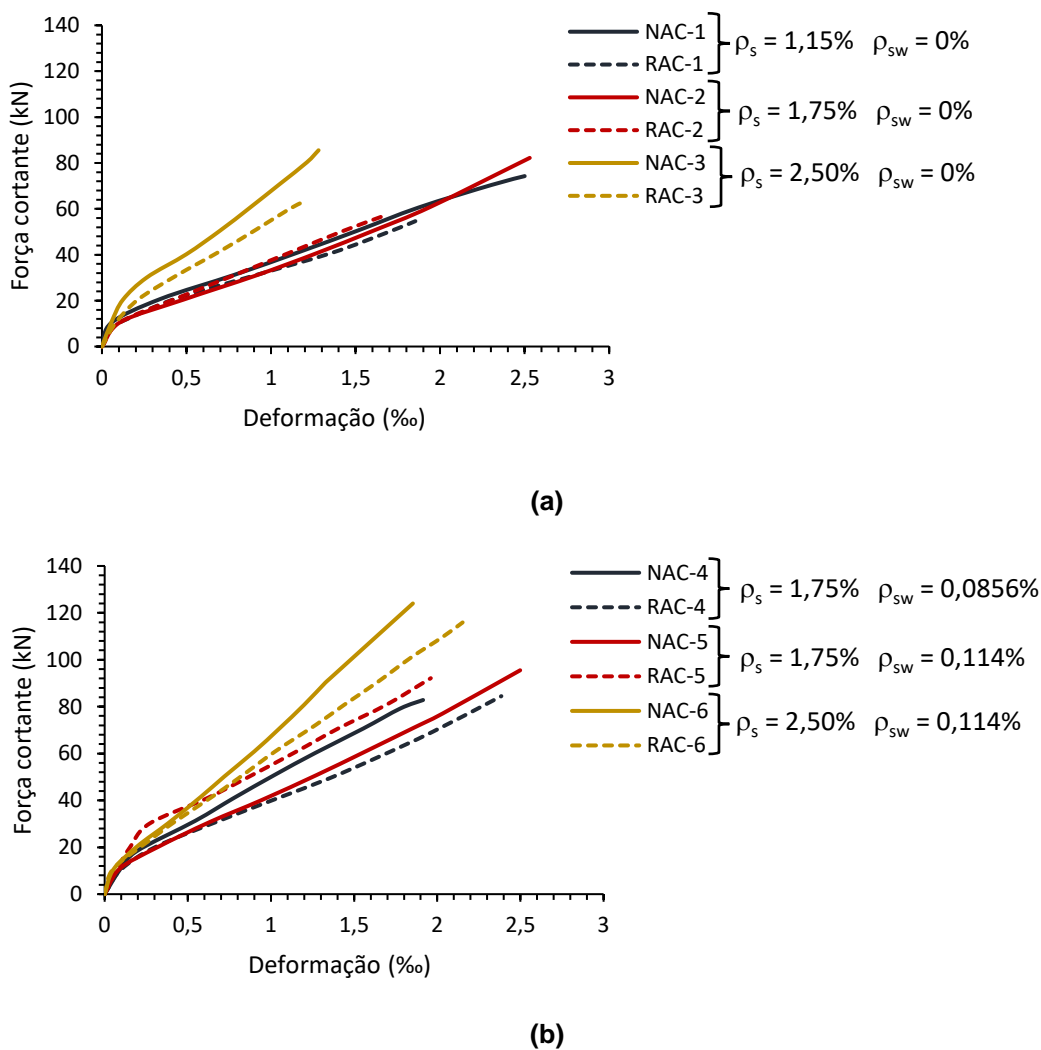 140
120
100
80
60
40
20
0
Força cortante (kN)
0 0,5 1 1,5 2 2,5 3
Deformação (‰)
NAC-1
RAC-1
ρs = 1,15% ρsw = 0%
NAC-2
RAC-2
ρs = 1,75% ρsw = 0%
NAC-3
RAC-3
ρs = 2,50% ρsw = 0%
(a)
140
120
100
80
60
40
20
0
Força cortante (kN)
0 0,5 1 1,5 2 2,5 3
Deformação (‰)
NAC-4
RAC-4
ρs = 1,75% ρsw = 0,0856%
NAC-5
RAC-5
ρs = 1,75% ρsw = 0,114%
NAC-6
RAC-6
ρs = 2,50% ρsw = 0,114%
(b)